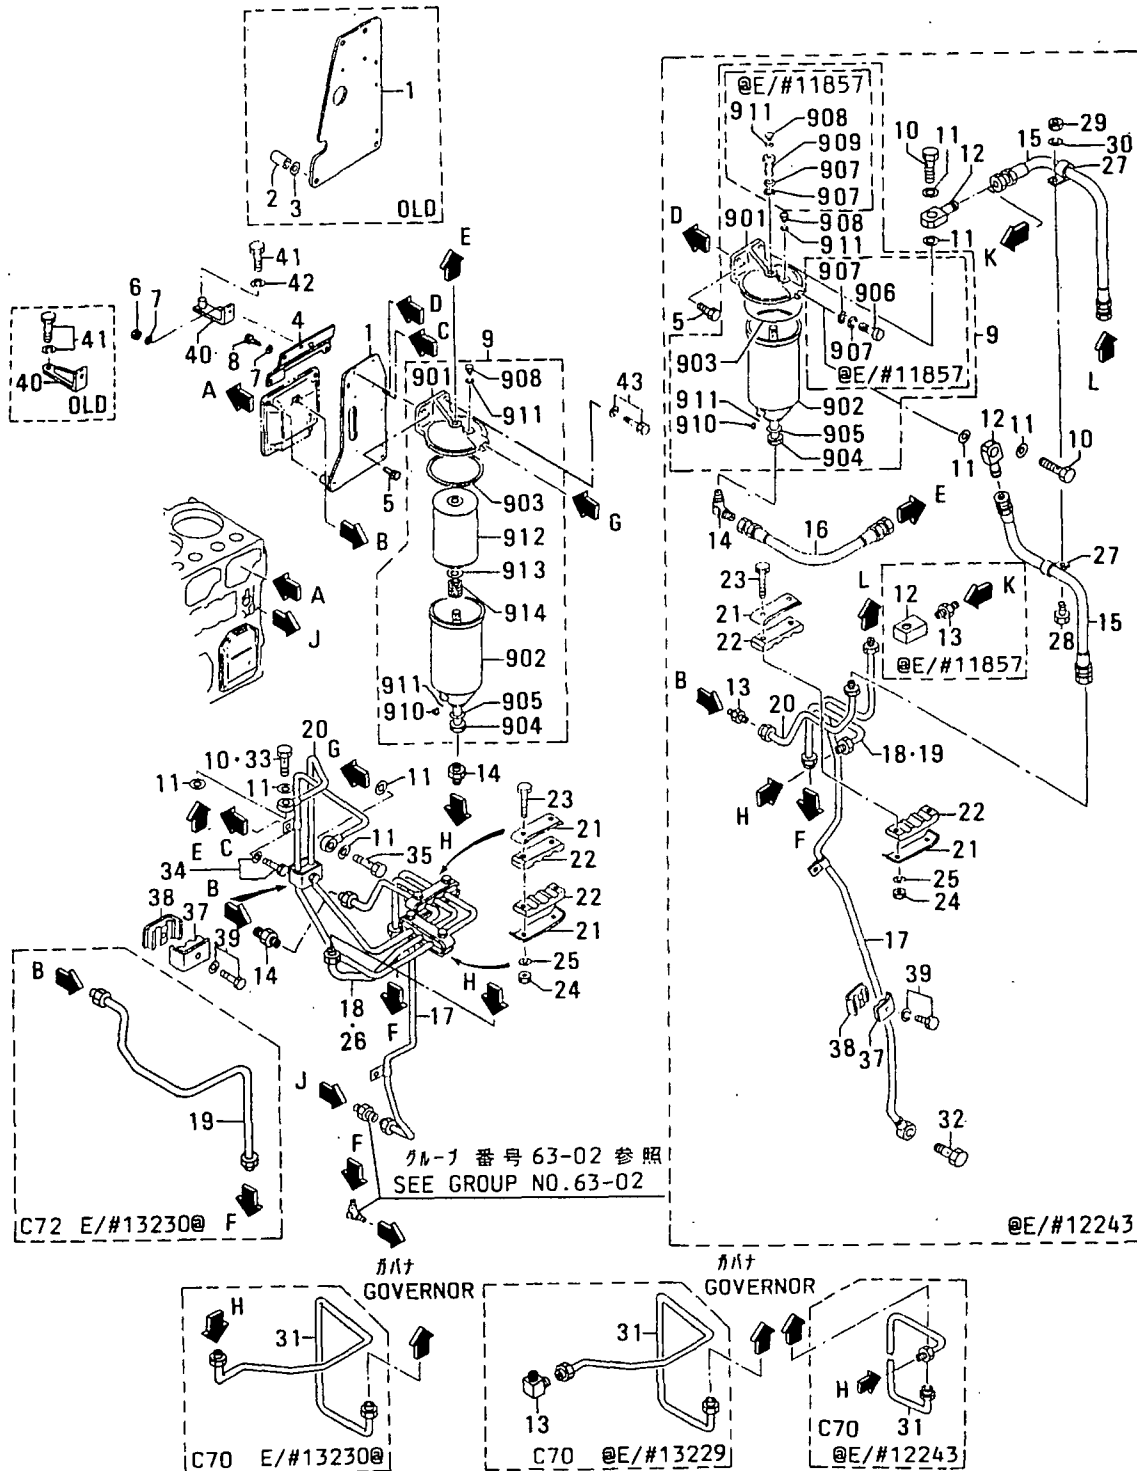 1
2
3
OLD
@E/#11857
911
908
909
907
907
908
911
901
D
907
906
907
@E/#11857
5
903
911
910
902
905
904
9
10
11
12
11
15
29
30
27
K
L
E
41
42
6
7
40
8
7
4
1
D
C
A
B
5
41
40
OLD
9
901
908
911
903
912
913
914
902
911
910
905
904
G
43
14
H
A
J
12
11
11
10
14
16
E
27
28
15
L
K
12
13
@E/#11857
23
21
22
B
13
20
18・19
H
F
22
21
25
24
17
39
38
37
32
@E/#12243
20
G
10・33
11
11
11
11
E
C
35
34
B
38
37
39
14
H
23
21
22
22
21
25
24
H
18
・
26
F
17
J
F
グループ 番号 63-02 参照
SEE GROUP NO.63-02
B
19
F
C72 E/#13230@
ガバナ
GOVERNOR
ガバナ
GOVERNOR
H
31
C70 E/#13230@
31
13
C70 @E/#13229
H
31
C70
@E/#12243